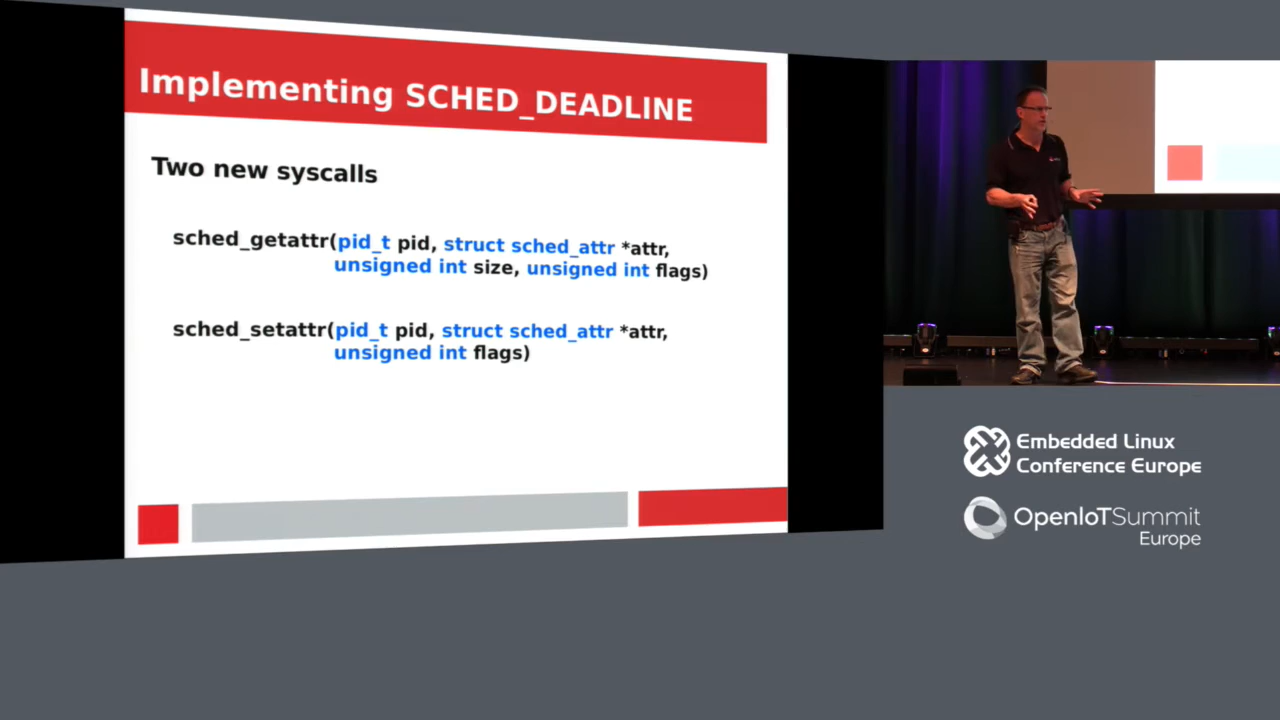 Implementing SCHED_DEADLINE
Two new syscalls
sched_getattr(pid_t pid, struct sched_attr *attr,
unsigned int size, unsigned int flags)
sched_setattr(pid_t pid, struct sched_attr *attr,
unsigned int flags)
Embedded Linux
Conference Europe
OpenIoTSummit
Europe